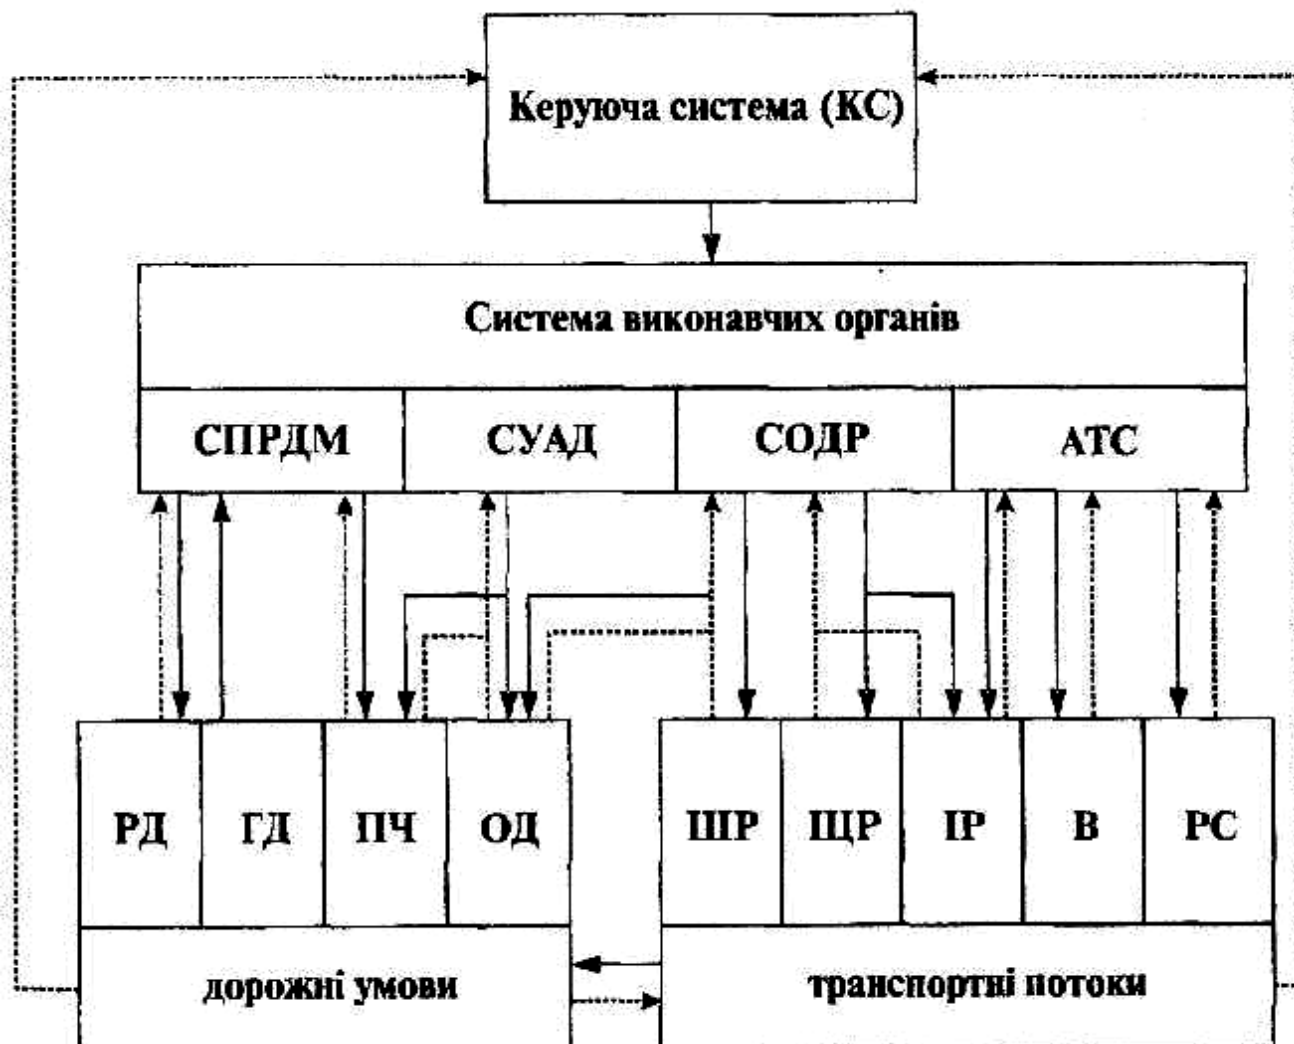 Керуюча система (КС)
Система виконавчих органів
СПРДМ СУАД СОДР АТС
РД ГД ПЧ ОД ШР ЩР ІР В РС
дорожні умови транспортні потоки